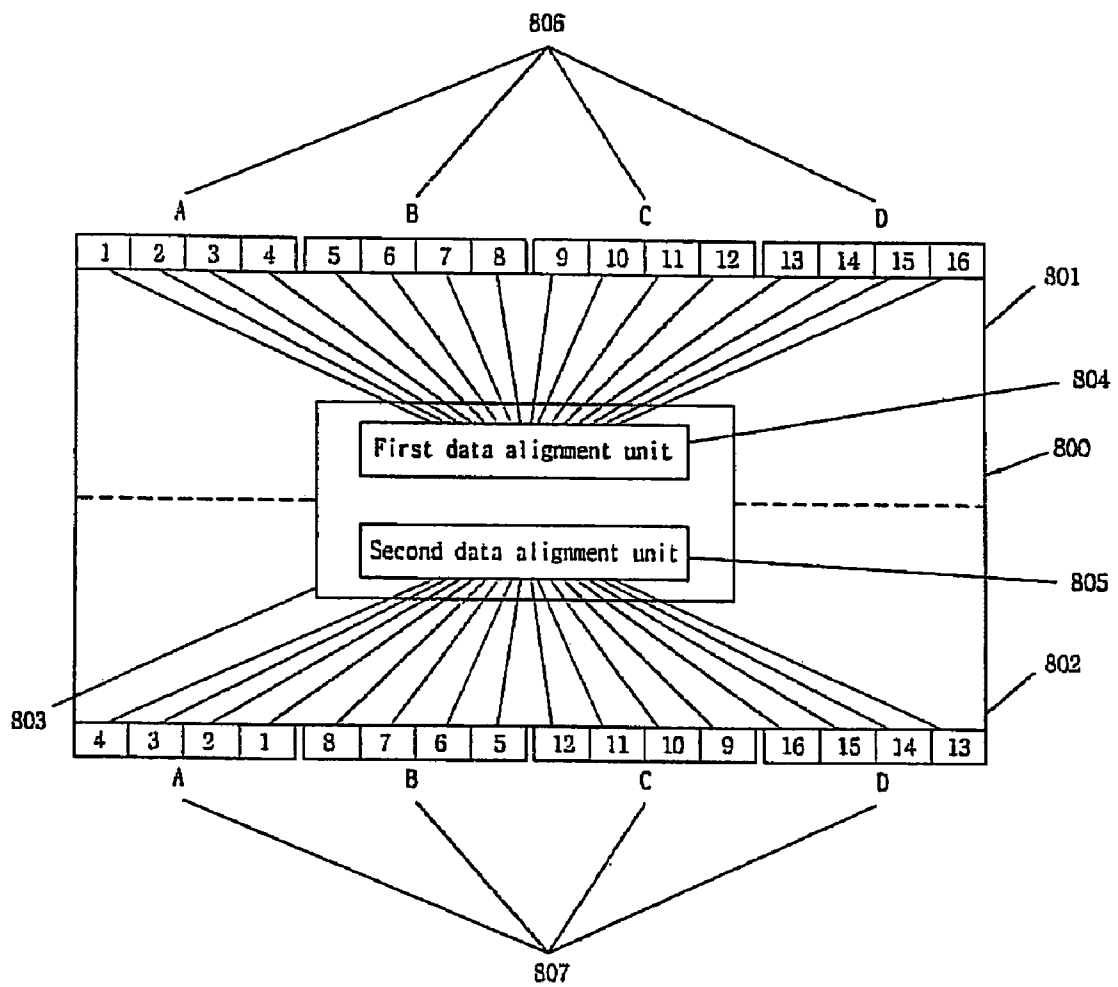 806
A B C D
1 2 3 4 5 6 7 8 9 10 11 12 13 14 15 16
801
804
First data alignment unit
800
Second data alignment unit
805
802
803
4 3 2 1 8 7 6 5 12 11 10 9 16 15 14 13
A B C D
807